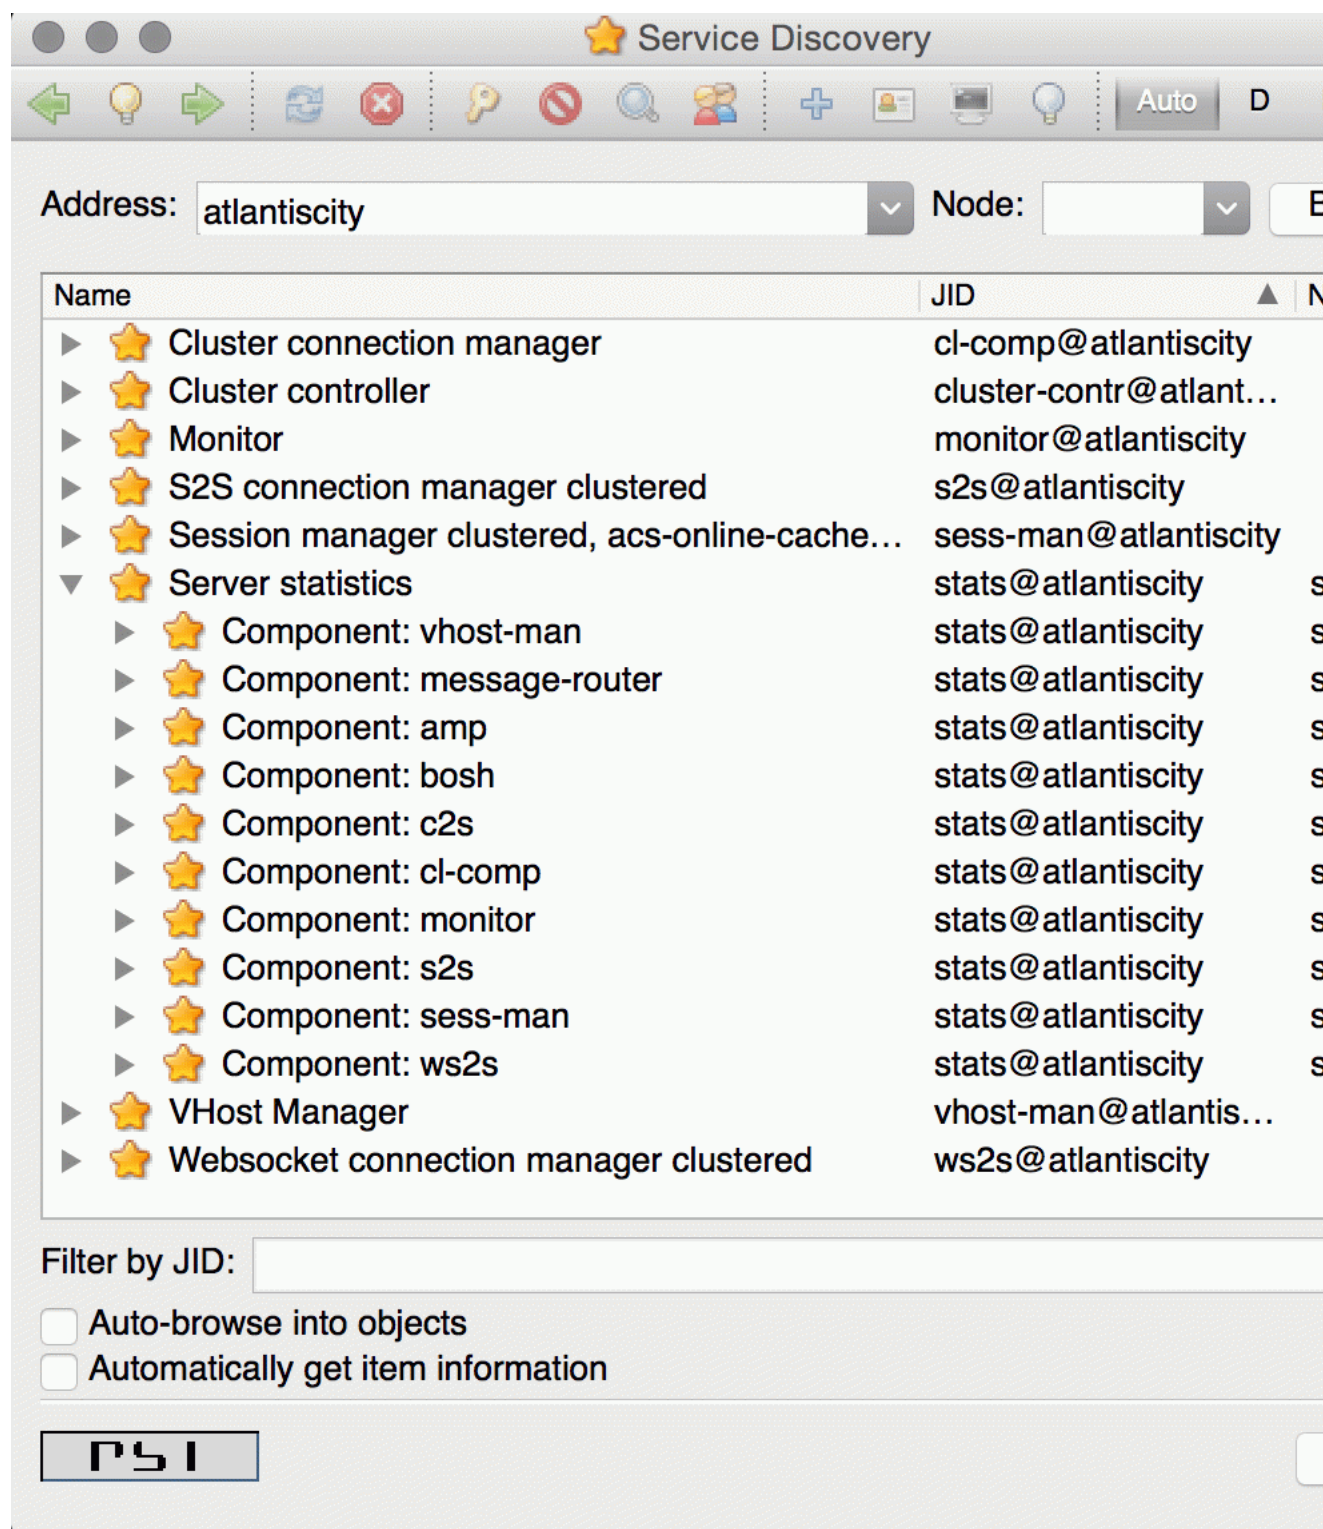 Service Discovery
Auto D
Address: atlantiscity Node:
Name JID
Cluster connection manager cl-comp@atlantiscity
Cluster controller cluster-contr@atlant...
Monitor monitor@atlantiscity
S2S connection manager clustered s2s@atlantiscity
Session manager clustered, acs-online-cache... sess-man@atlantiscity
Server statistics stats@atlantiscity
Component: vhost-man stats@atlantiscity
Component: message-router stats@atlantiscity
Component: amp stats@atlantiscity
Component: bosh stats@atlantiscity
Component: c2s stats@atlantiscity
Component: cl-comp stats@atlantiscity
Component: monitor stats@atlantiscity
Component: s2s stats@atlantiscity
Component: sess-man stats@atlantiscity
Component: ws2s stats@atlantiscity
VHost Manager vhost-man@atlantis...
Websocket connection manager clustered ws2s@atlantiscity
Filter by JID:
Auto-browse into objects
Automatically get item information